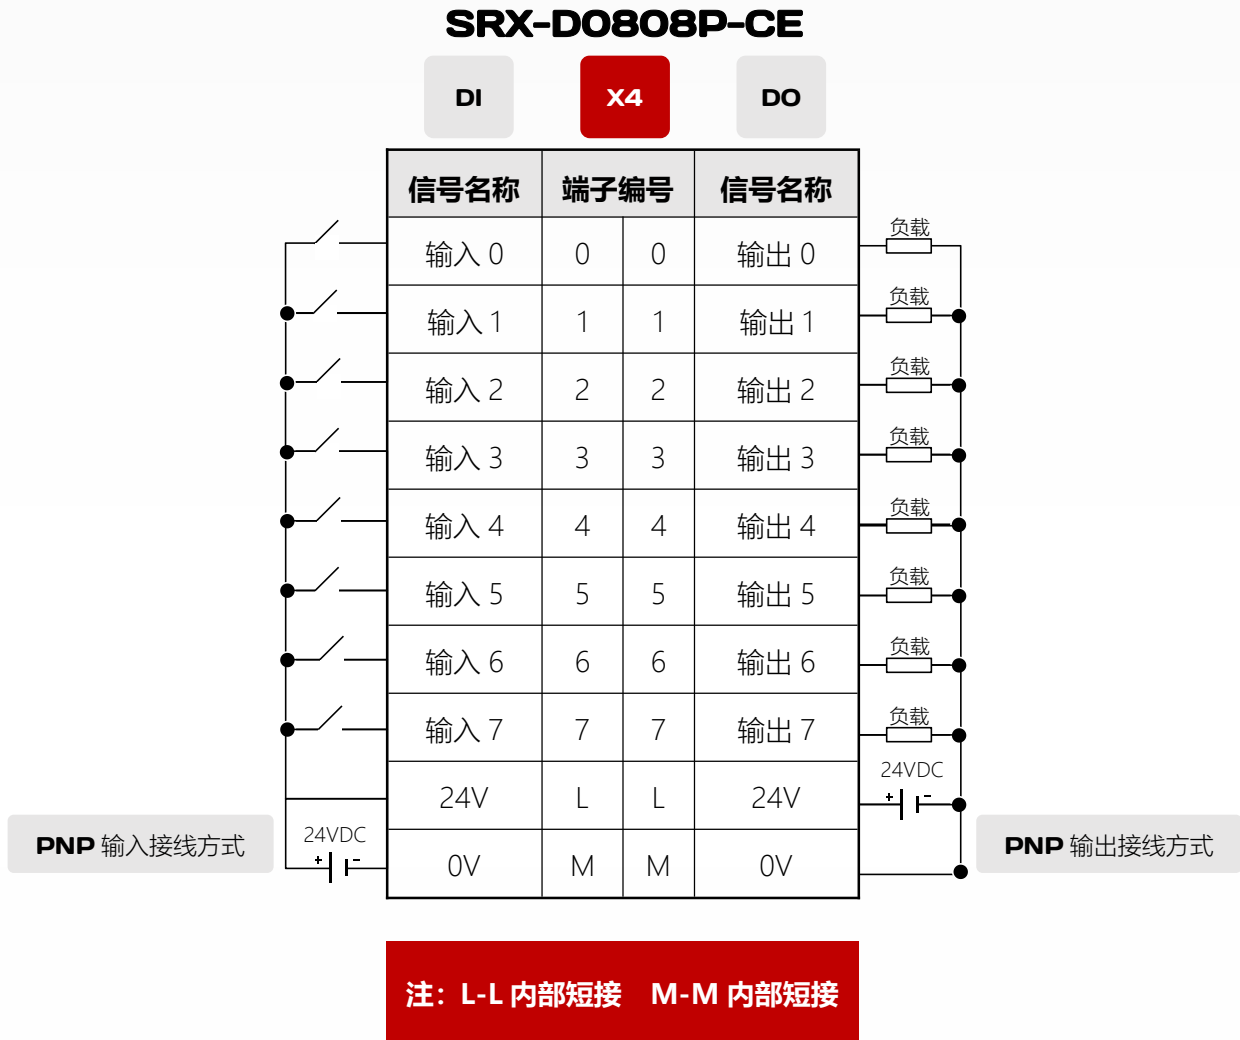 SRX-D0808P-CE
DI X4 DO
信号名称 端子编号 信号名称
输入 0 0 0 输出 0 负载
输入 1 1 1 输出 1 负载
输入 2 2 2 输出 2 负载
输入 3 3 3 输出 3 负载
输入 4 4 4 输出 4 负载
输入 5 5 5 输出 5 负载
输入 6 6 6 输出 6 负载
输入 7 7 7 输出 7 负载
24V L L 24V 24VDC + -
PNP 输入接线方式 24VDC + - 0V M M 0V PNP 输出接线方式
注：L-L 内部短接 M-M 内部短接